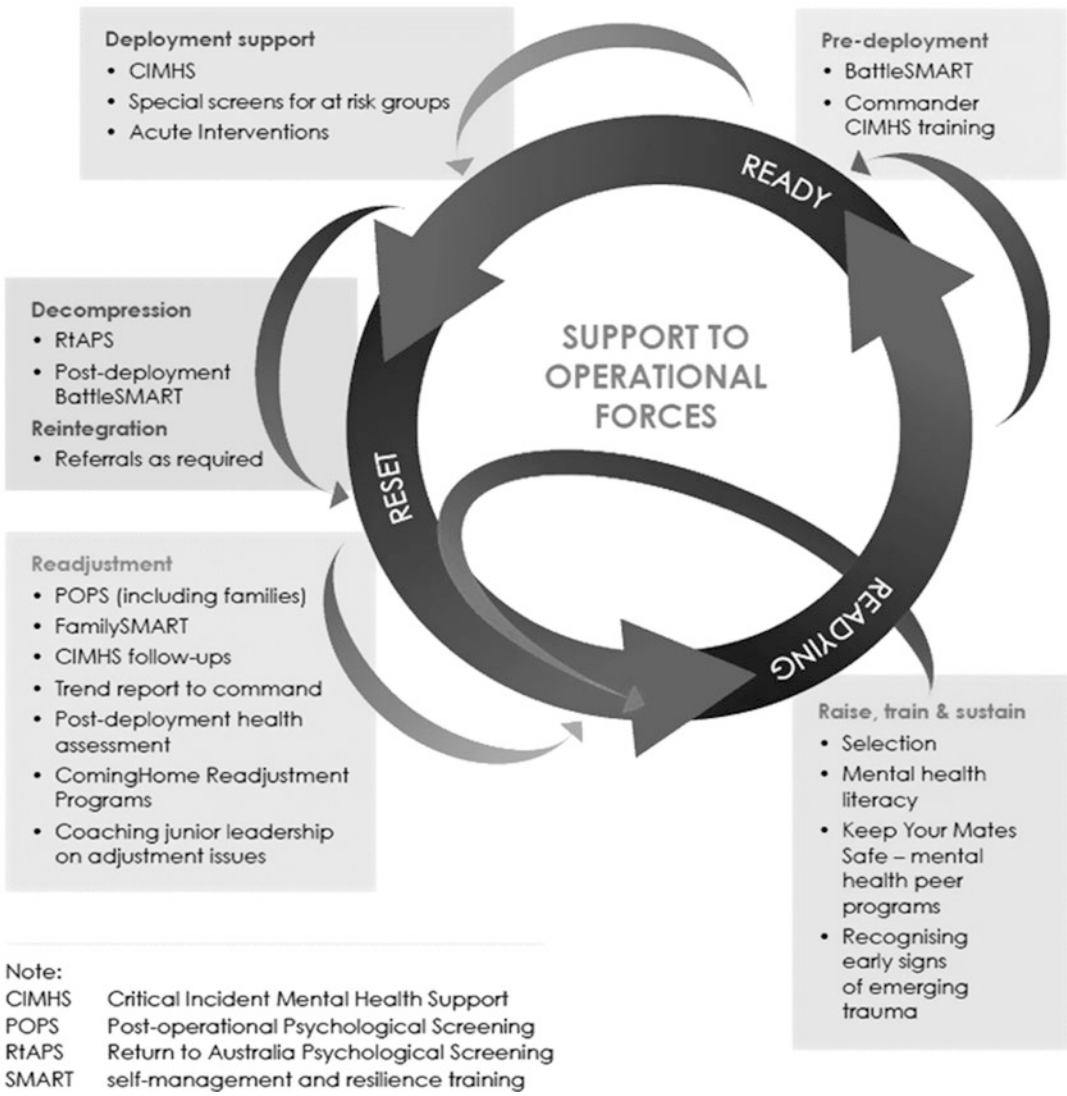 Deployment support
• CIMHS
• Special screens for at risk groups
• Acute Interventions
Pre-deployment
• BattleSMART
• Commander
CIMHS training
READY
Decompression
• RtAPS
• Post-deployment
BattleSMART
Reintegration
• Referrals as required
SUPPORT TO
OPERATIONAL
FORCES
RESET
READYING
Readjustment
• POPS (including families)
• FamilySMART
• CIMHS follow-ups
• Trend report to command
• Post-deployment health
assessment
• ComingHome Readjustment
Programs
• Coaching junior leadership
on adjustment issues
Raise, train & sustain
• Selection
• Mental health
literacy
• Keep Your Mates
Safe – mental
health peer
programs
• Recognising
early signs
of emerging
trauma
Note:
CIMHS Critical Incident Mental Health Support
POPS Post-operational Psychological Screening
RtAPS Return to Australia Psychological Screening
SMART self-management and resilience training